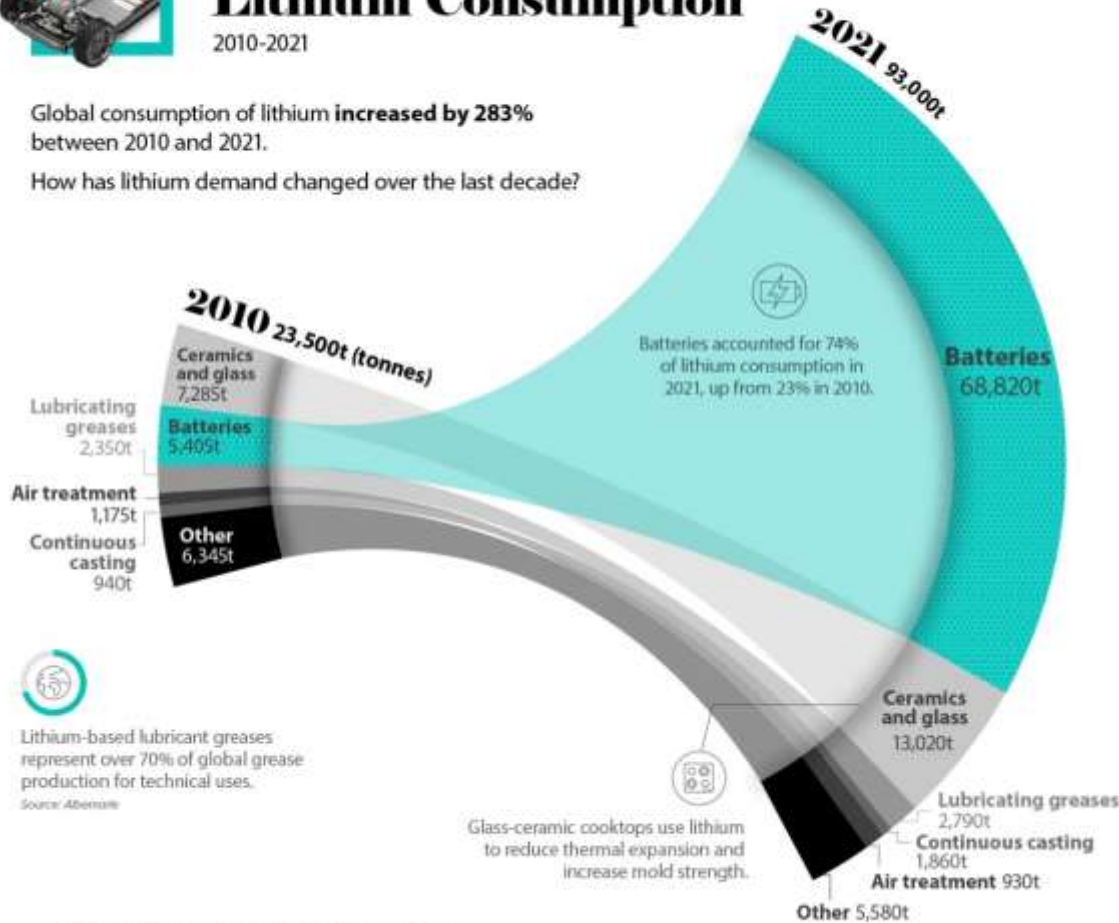 Lithium Consumption
2010-2021
Global consumption of lithium increased by 283%
between 2010 and 2021.
How has lithium demand changed over the last decade?
2010 23,500t (tonnes)
Ceramics
and glass
7,285t
Lubricating
greases
2,350t
Batteries
5,405t
Air treatment
1,175t
Continuous
casting
940t
Other
6,345t
2021 93,000t
Batteries accounted for 74%
of lithium consumption in
2021, up from 23% in 2010.
Batteries
68,820t
Ceramics
and glass
13,020t
Lubricating greases
2,790t
Continuous casting
1,860t
Air treatment 930t
Other 5,580t
Lithium-based lubricant greases
represent over 70% of global grease
production for technical uses.
Source: Albemarle
Glass-ceramic cooktops use lithium
to reduce thermal expansion and
increase mold strength.